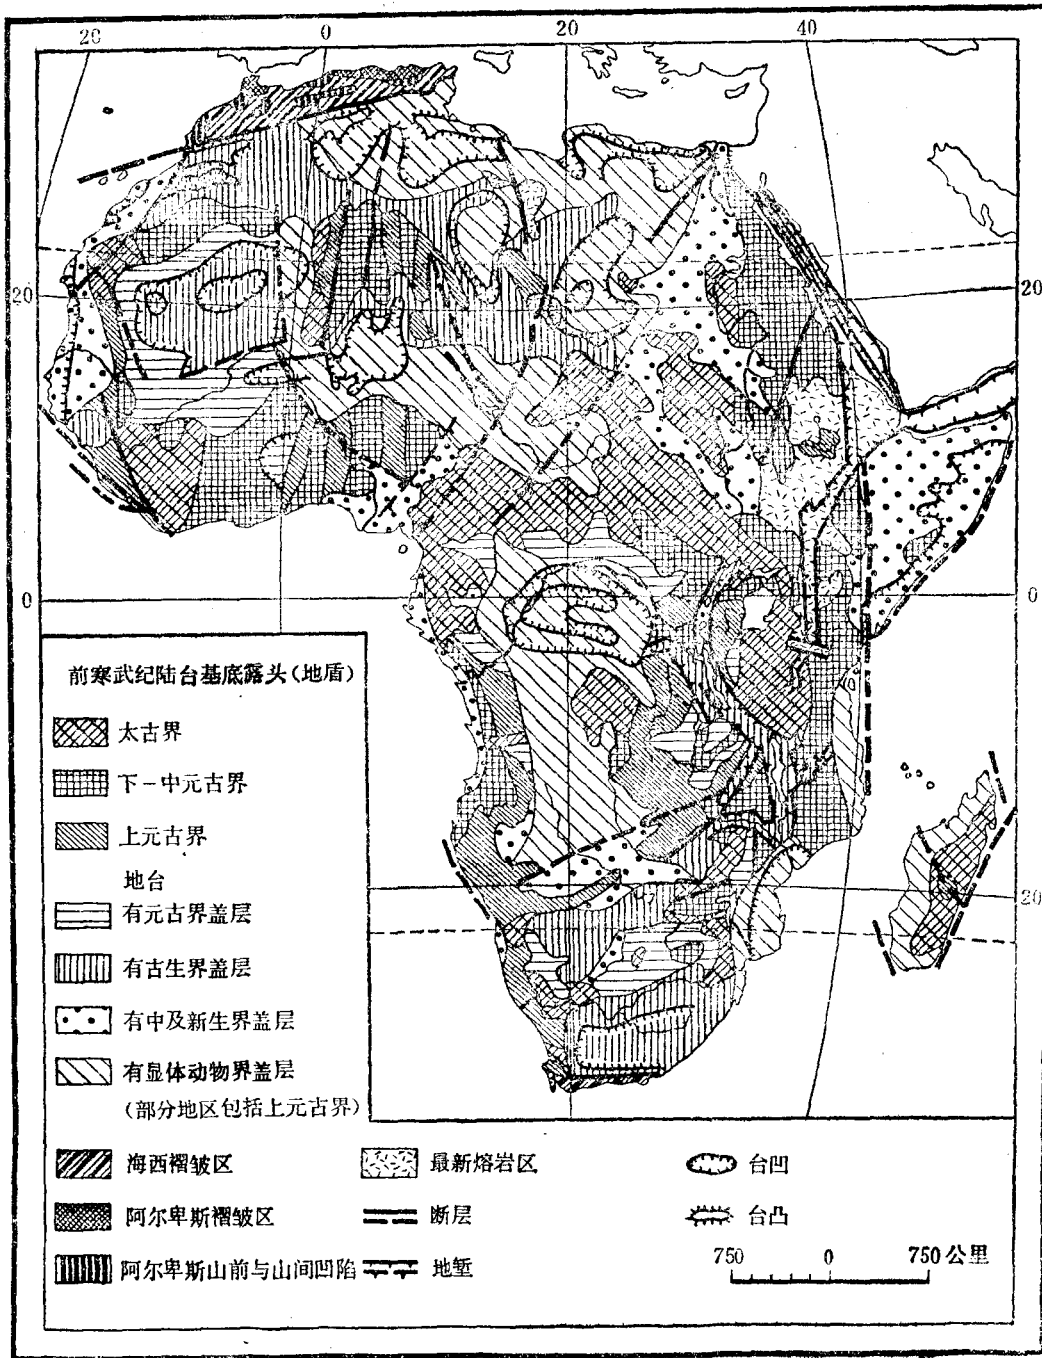 20 0 20 40
20 20
0 0
20
前寒武纪陆台基底露头(地盾)
太古界
下-中元古界
上元古界
地台
有元古界盖层
有古生界盖层
有中及新生界盖层
有显体动物界盖层
(部分地区包括上元古界)
海西褶皱区 最新熔岩区 台凹
阿尔卑斯褶皱区 断层 台凸
阿尔卑斯山前与山间凹陷 地堑
750 0 750公里